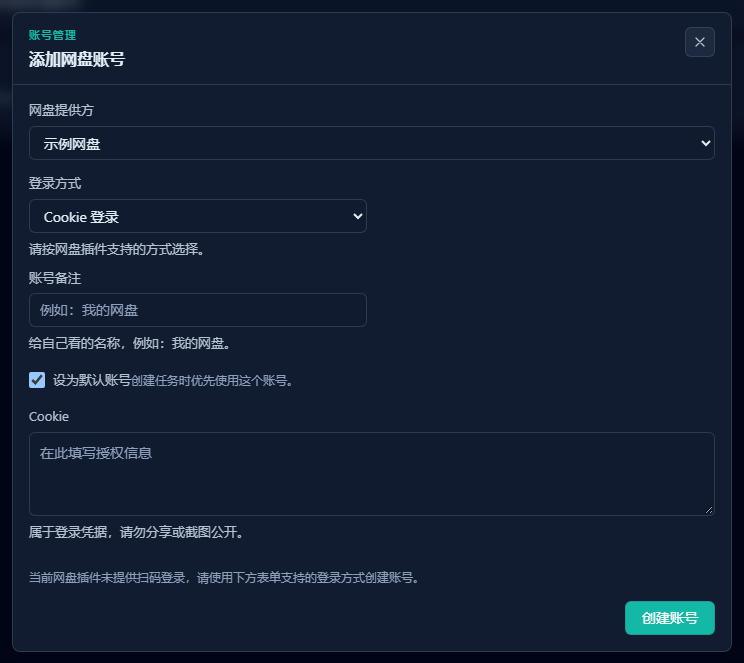 账号管理
添加网盘账号
网盘提供方
示例网盘
登录方式
Cookie 登录
请按网盘插件支持的方式选择。
账号备注
例如：我的网盘
给自己看的名称，例如：我的网盘。
设为默认账号创建任务时优先使用这个账号。
Cookie
在此填写授权信息
属于登录凭据，请勿分享或截图公开。
当前网盘插件未提供扫码登录，请使用下方表单支持的登录方式创建账号。
创建账号